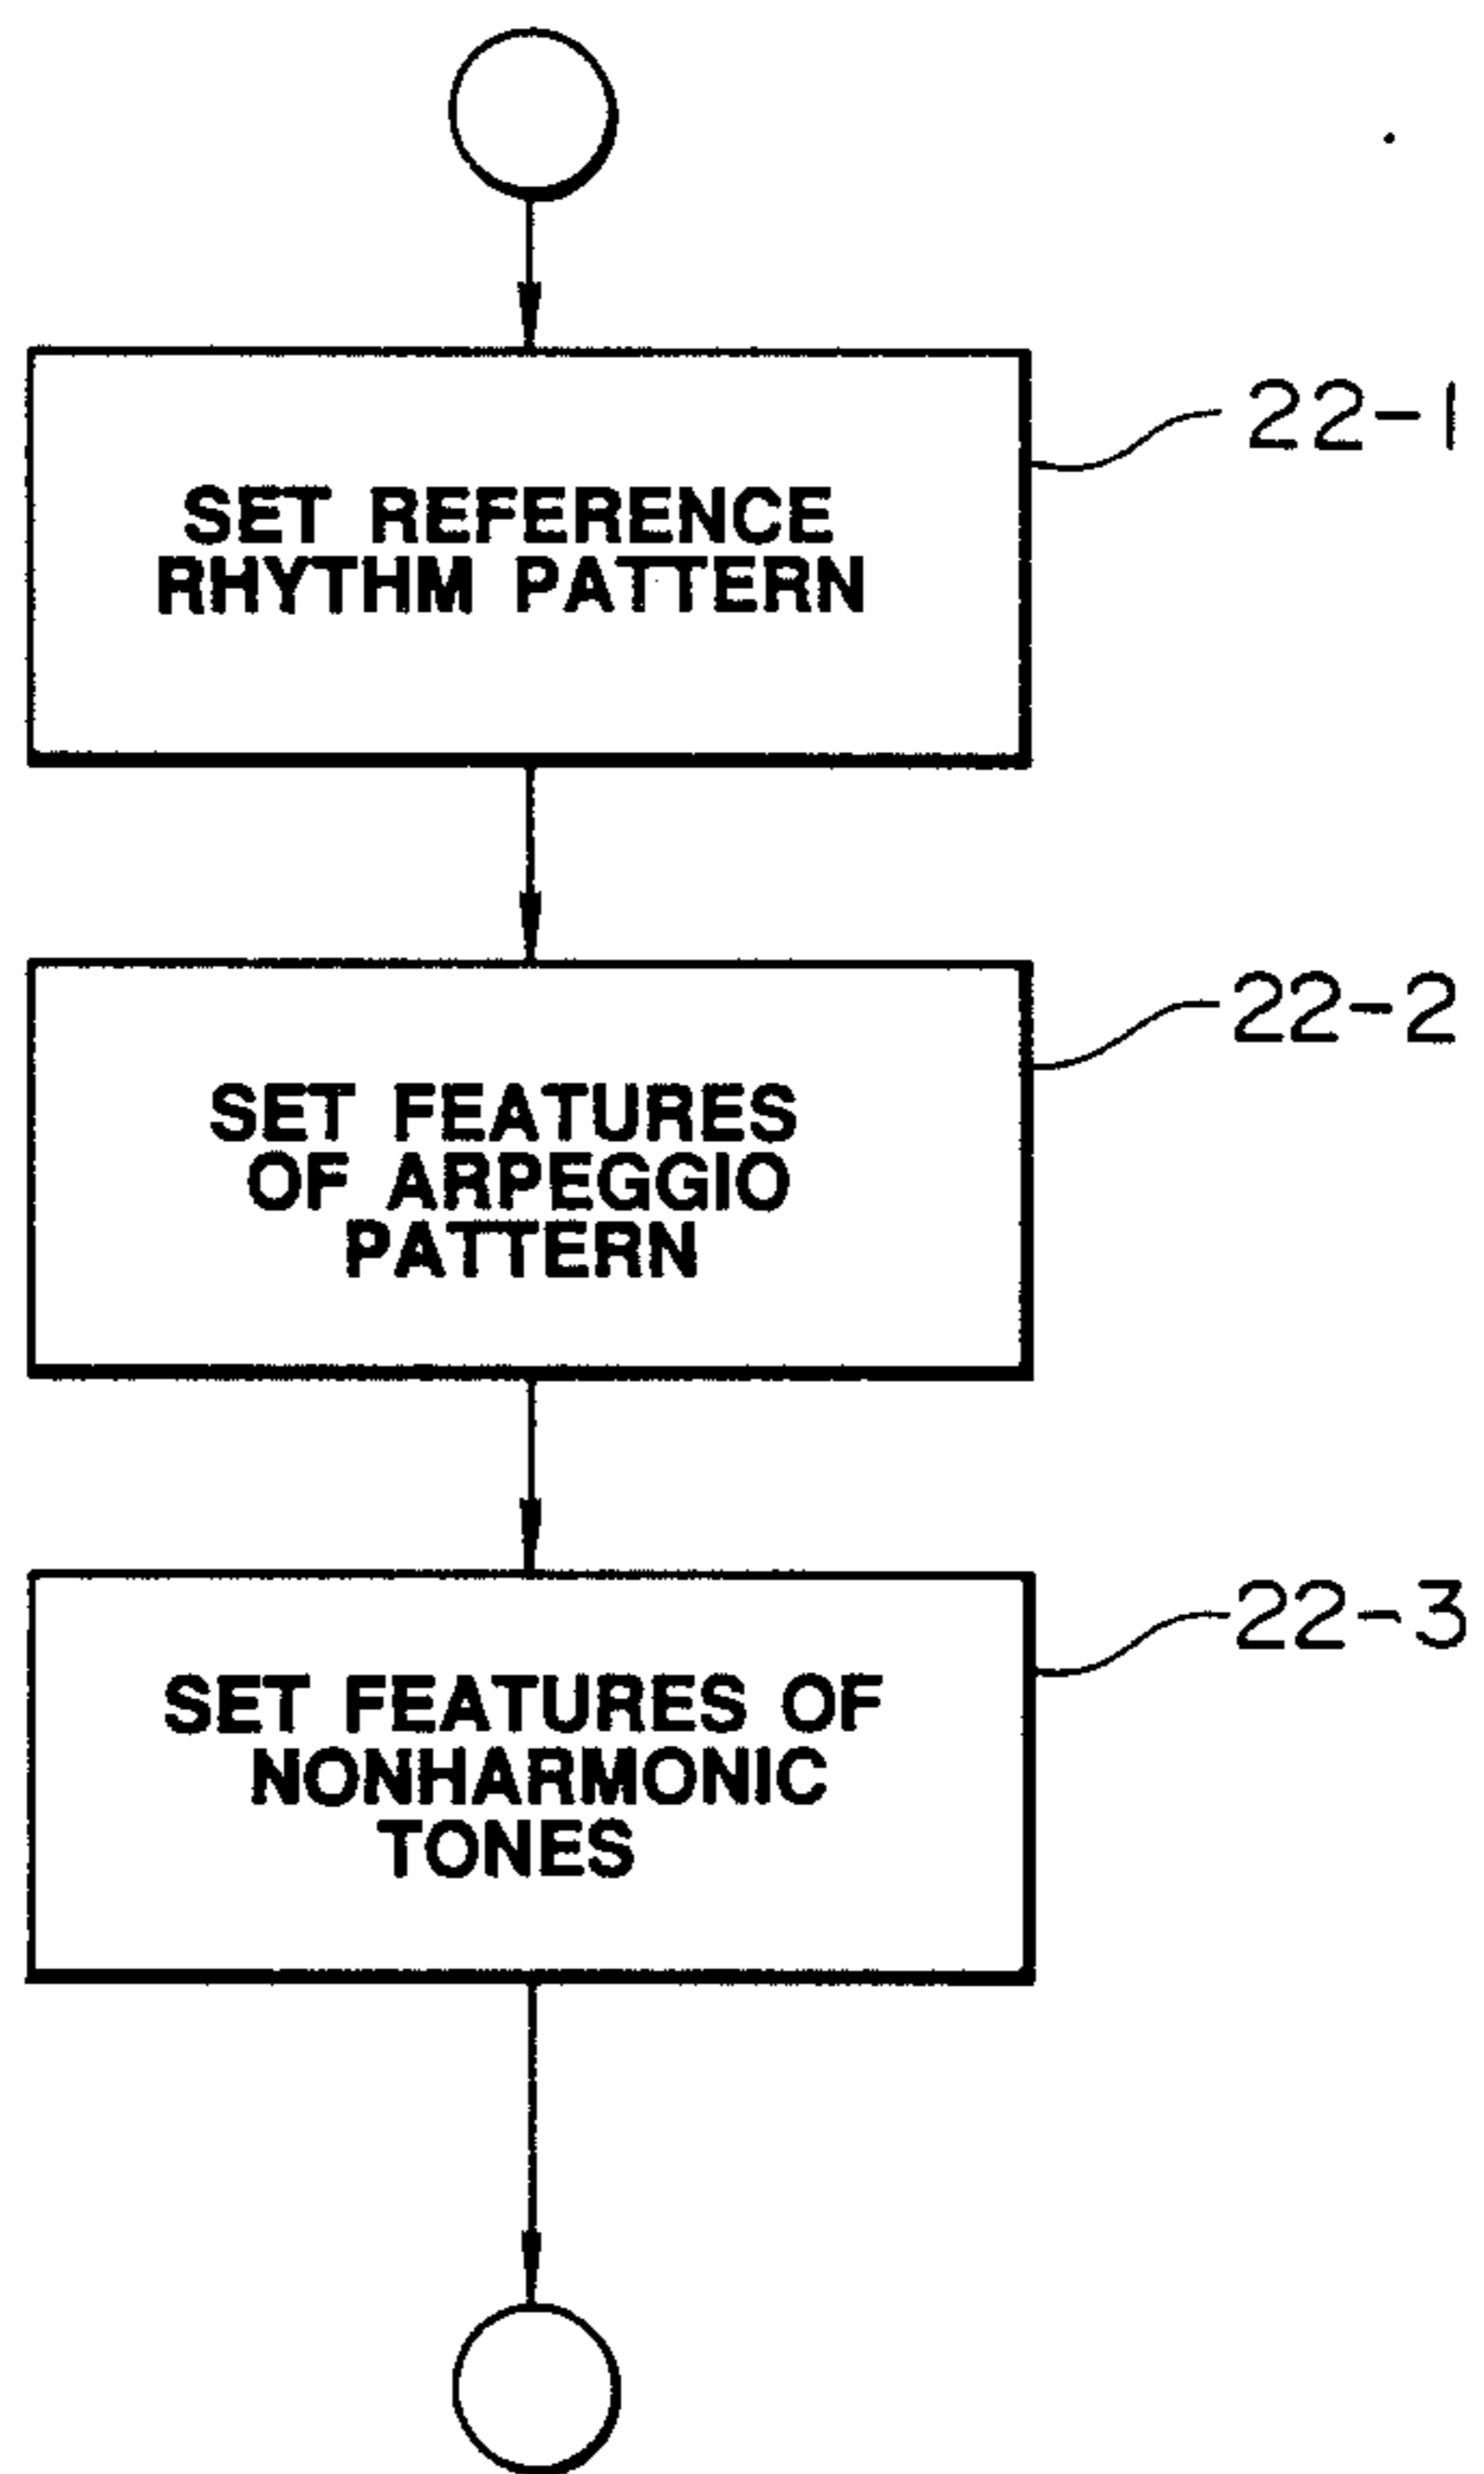 22-1
SET REFERENCE
RHYTHM PATTERN
22-2
SET FEATURES
OF ARPEGGIO
PATTERN
22-3
SET FEATURES OF
NONHARMONIC
TONES